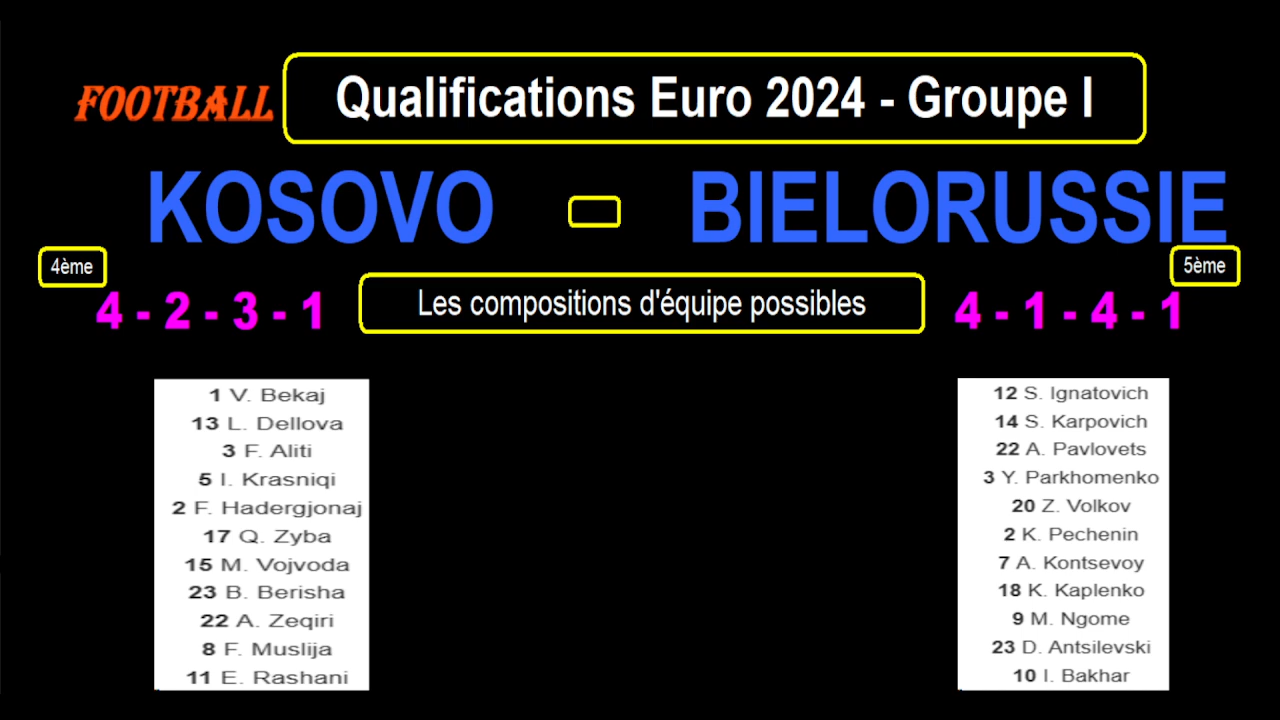 FOOTBALL
Qualifications Euro 2024 - Groupe I
KOSOVO - BIELORUSSIE
4ème
5ème
4 - 2 - 3 - 1
Les compositions d'équipe possibles
4 - 1 - 4 - 1
1 V. Bekaj
13 L. Dellova
3 F. Aliti
5 I. Krasniqi
2 F. Hadergjonaj
17 Q. Zyba
15 M. Vojvoda
23 B. Berisha
22 A. Zeqiri
8 F. Muslija
11 E. Rashani
12 S. Ignatovich
14 S. Karpovich
22 A. Pavlovets
3 Y. Parkhomenko
20 Z. Volkov
2 K. Pechenin
7 A. Kontsevoy
18 K. Kaplenko
9 M. Ngome
23 D. Antsilevski
10 I. Bakhar